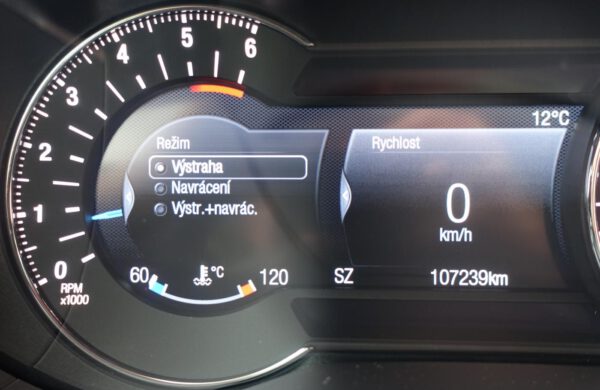 6
5
4
3
2
1
0
RPM
x1000
Režim
Výstraha
Navrácení
Výstr.+navrác.
60
°C
120
12°C
Rychlost
0
km/h
SZ
107239km